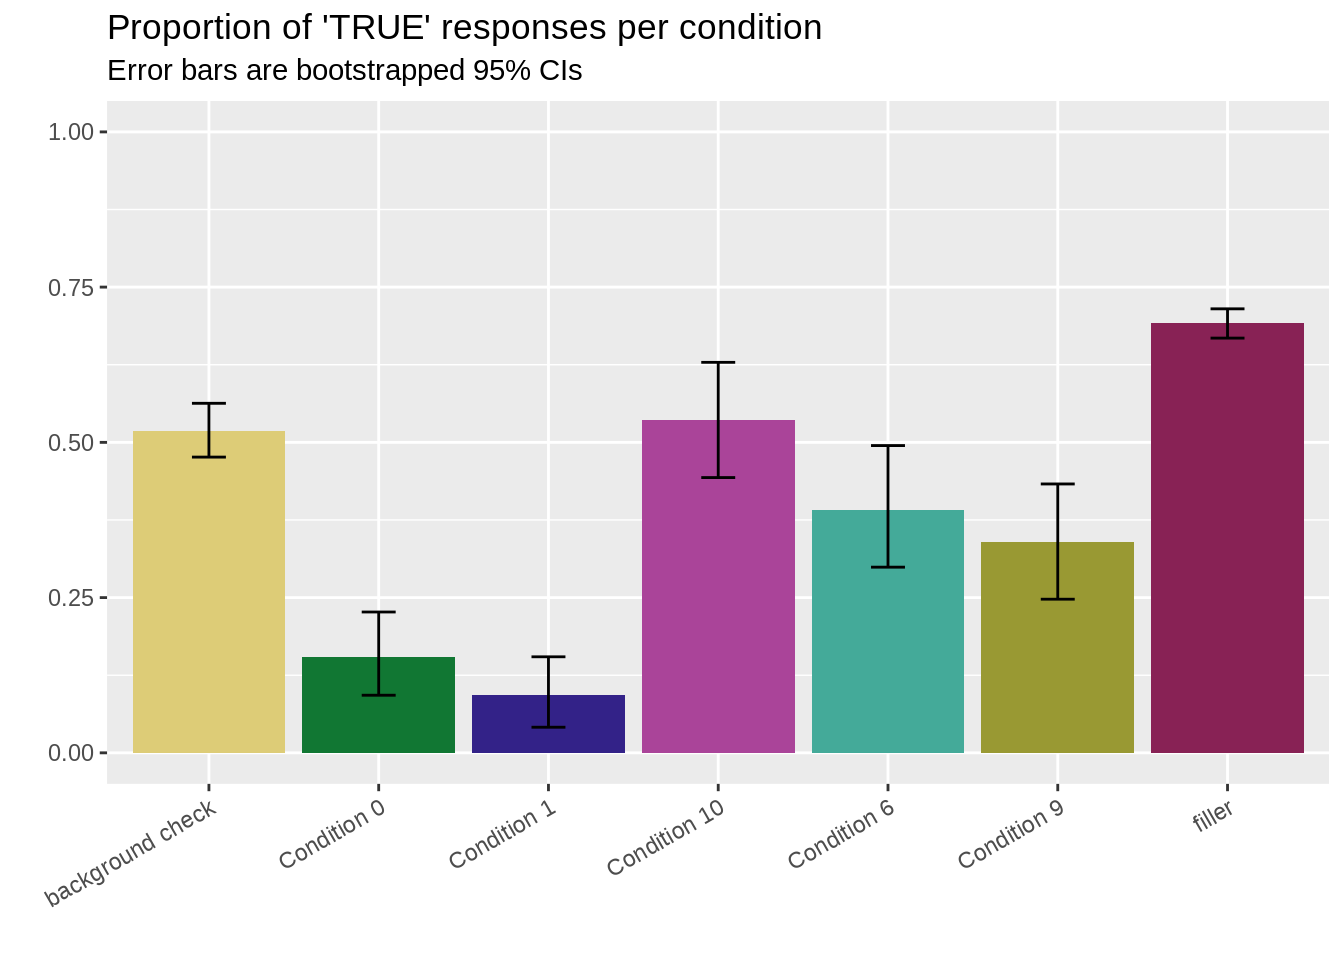 Proportion of 'TRUE' responses per condition
Error bars are bootstrapped 95% CIs
1.00
0.75
0.50
0.25
0.00
background check
Condition 0
Condition 1
Condition 10
Condition 6
Condition 9
filler